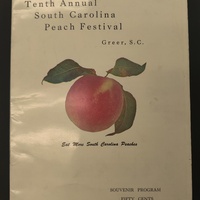 Tenth Annual
South Carolina
Peach Festival
Greer, S.C.
Eat More South Carolina Peaches
SOUVENIR PROGRAM
FIFTY CENTS